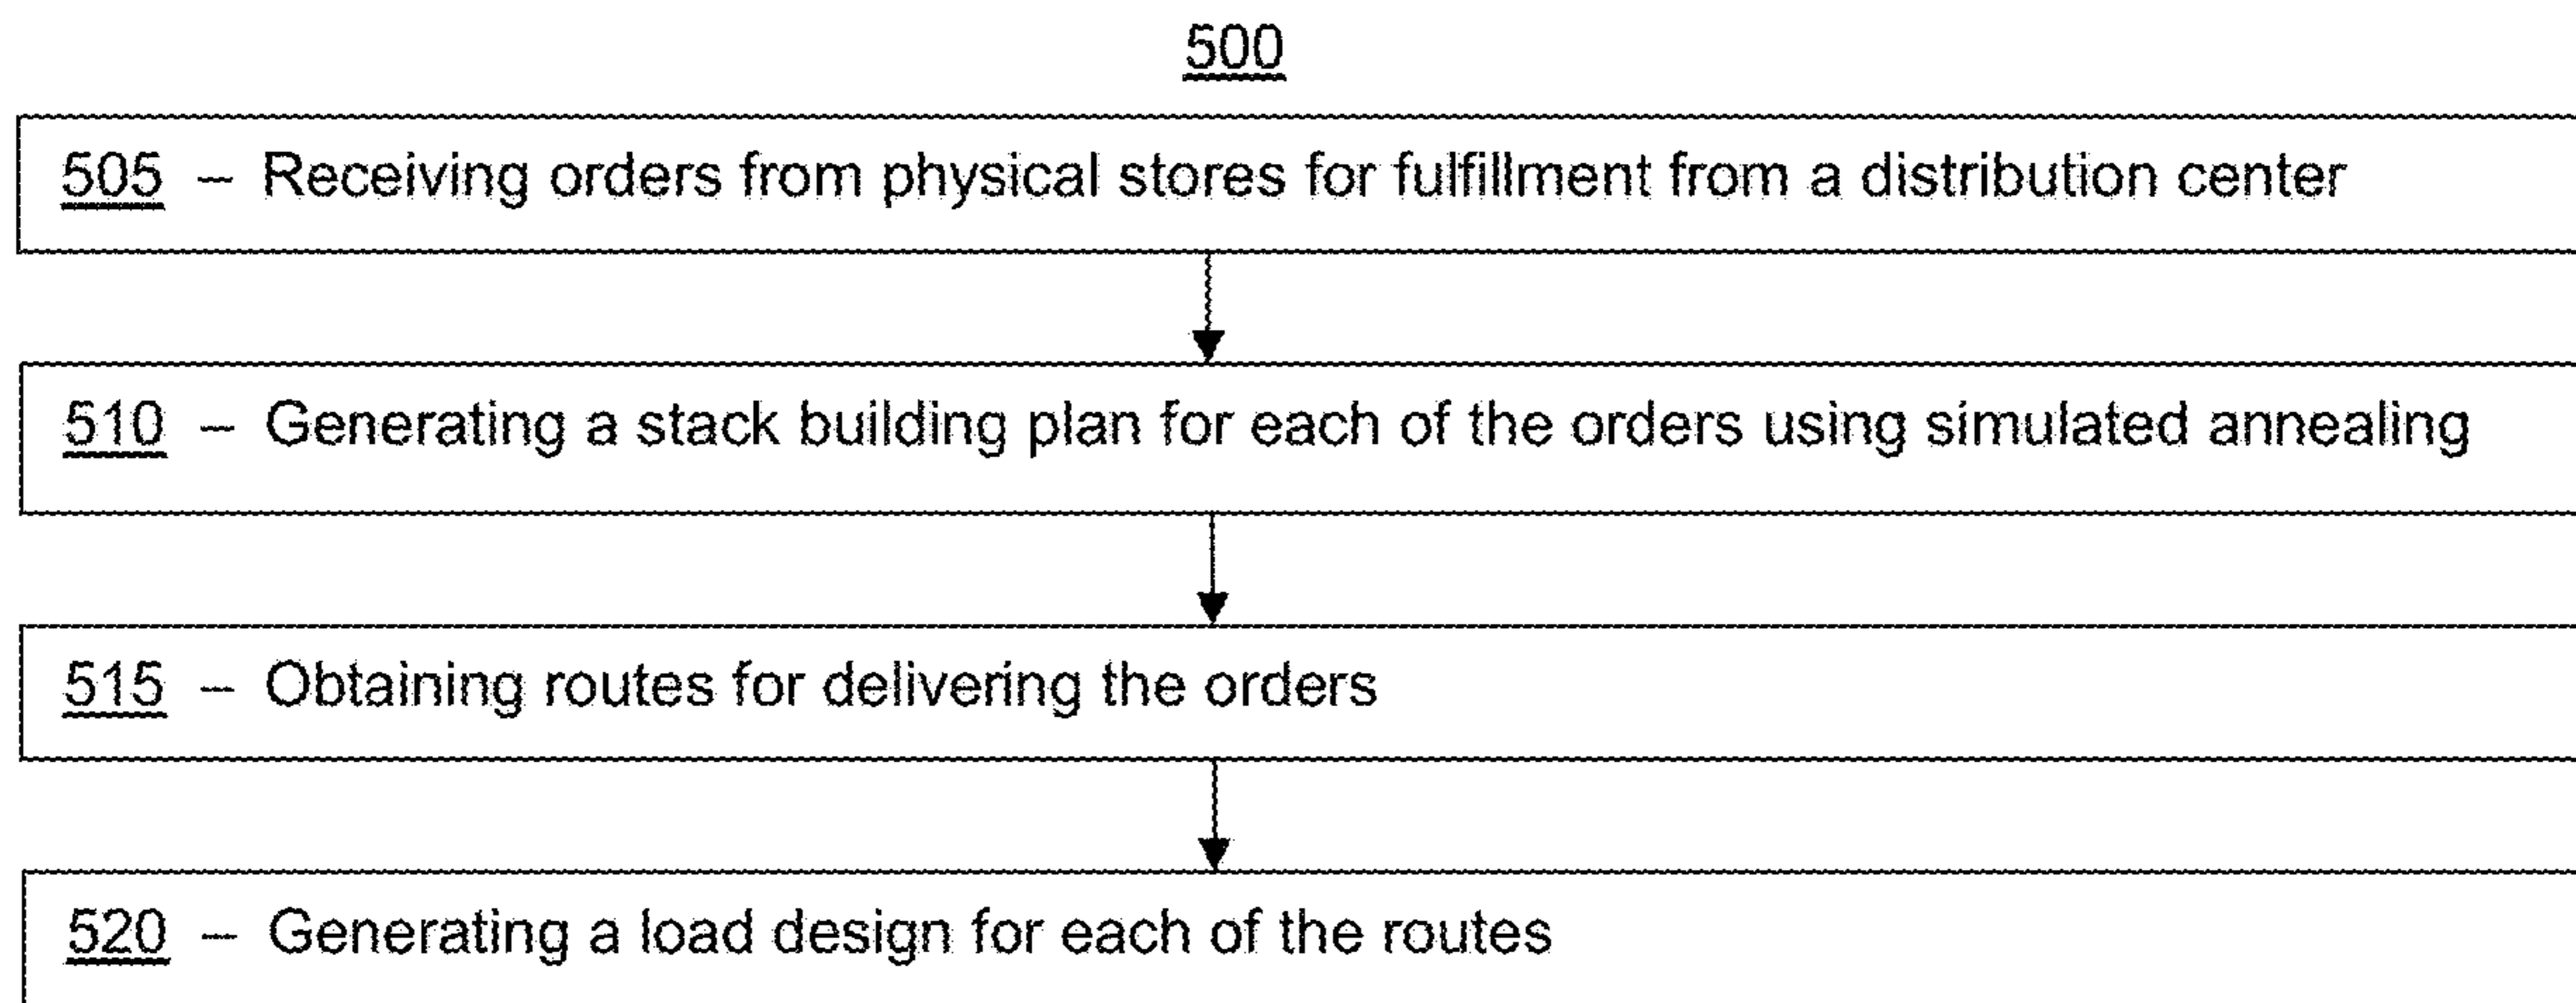 500
505 – Receiving orders from physical stores for fulfillment from a distribution center
510 – Generating a stack building plan for each of the orders using simulated annealing
515 – Obtaining routes for delivering the orders
520 – Generating a load design for each of the routes